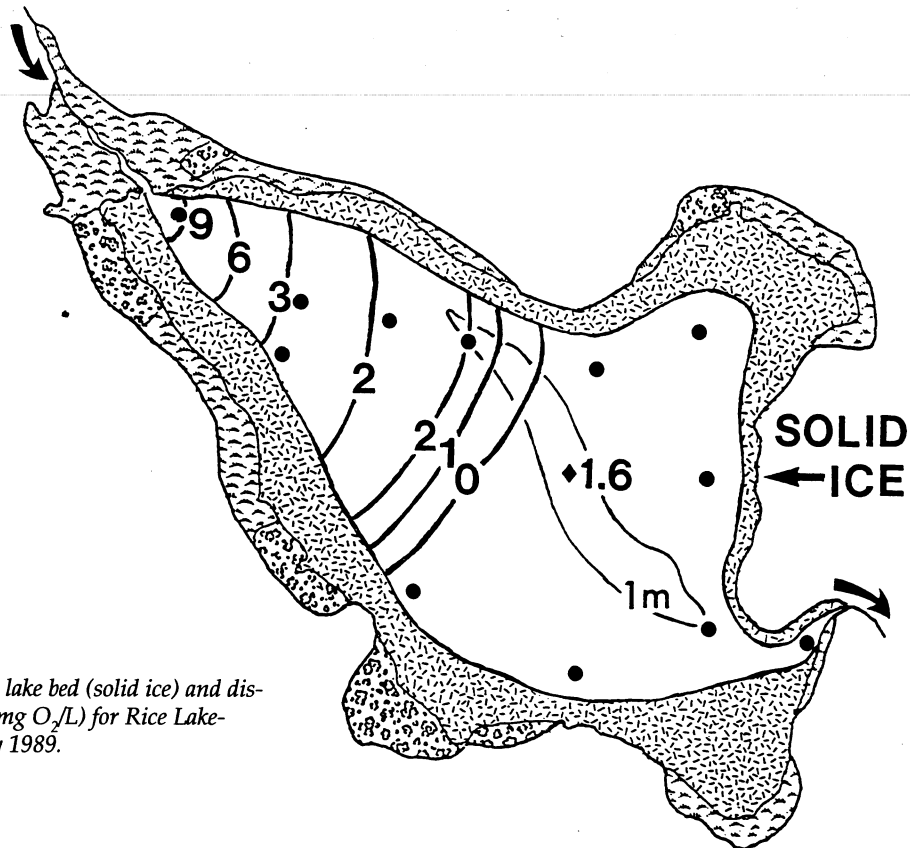 9
6
3
2
2
1
0
1.6
1m
SOLID
ICE
lake bed (solid ice) and dis-
mg O2/L) for Rice Lake-
1989.